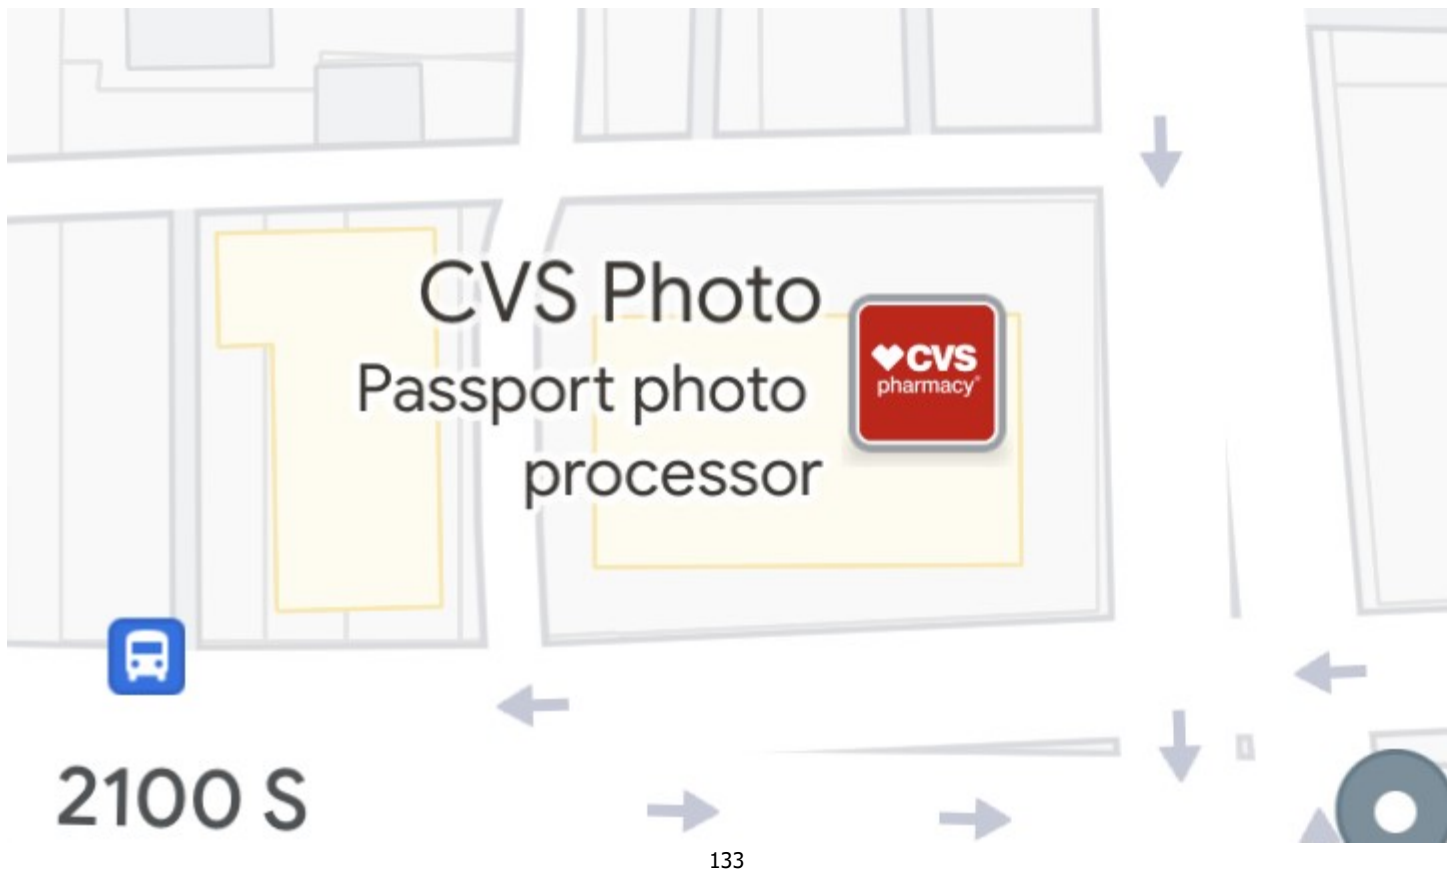 CVS Photo
Passport photo
processor
CVS
pharmacy®
2100 S
133